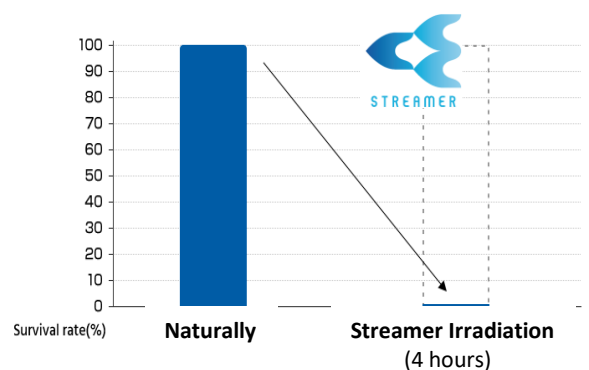 100
90
80
70
60
50
40
30
20
10
0
STREAMER
Survival rate(%)
Naturally
Streamer Irradiation
(4 hours)